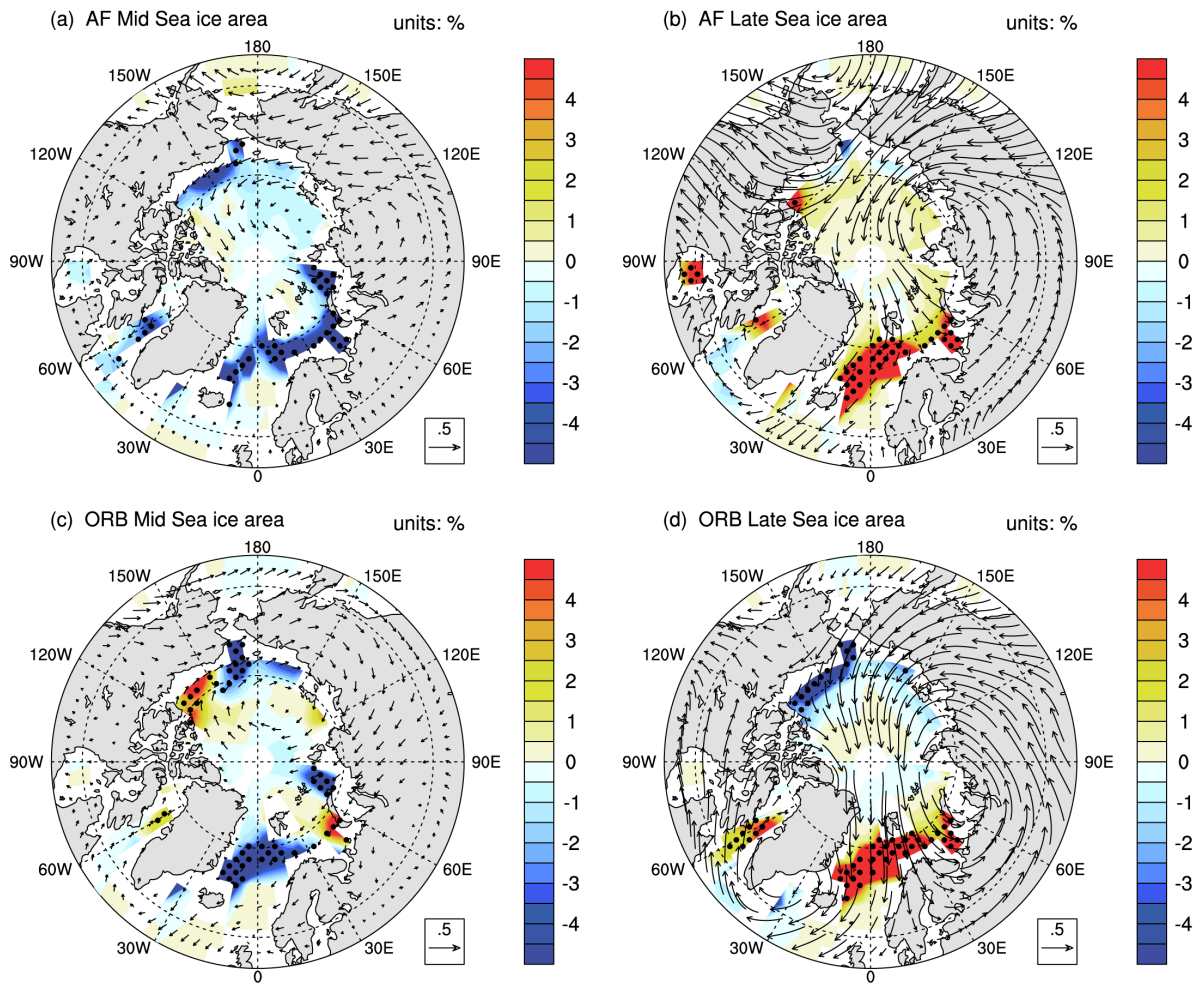 (a) AF Mid Sea ice area units: %
180
150W 150E
120W 120E
90W 90E
60W 60E
30W 30E
0
.5
4
3
2
1
0
-1
-2
-3
-4
(b) AF Late Sea ice area units: %
180
150W 150E
120W 120E
90W 90E
60W 60E
30W 30E
0
.5
4
3
2
1
0
-1
-2
-3
-4
(c) ORB Mid Sea ice area units: %
180
150W 150E
120W 120E
90W 90E
60W 60E
30W 30E
0
.5
4
3
2
1
0
-1
-2
-3
-4
(d) ORB Late Sea ice area units: %
180
150W 150E
120W 120E
90W 90E
60W 60E
30W 30E
0
.5
4
3
2
1
0
-1
-2
-3
-4